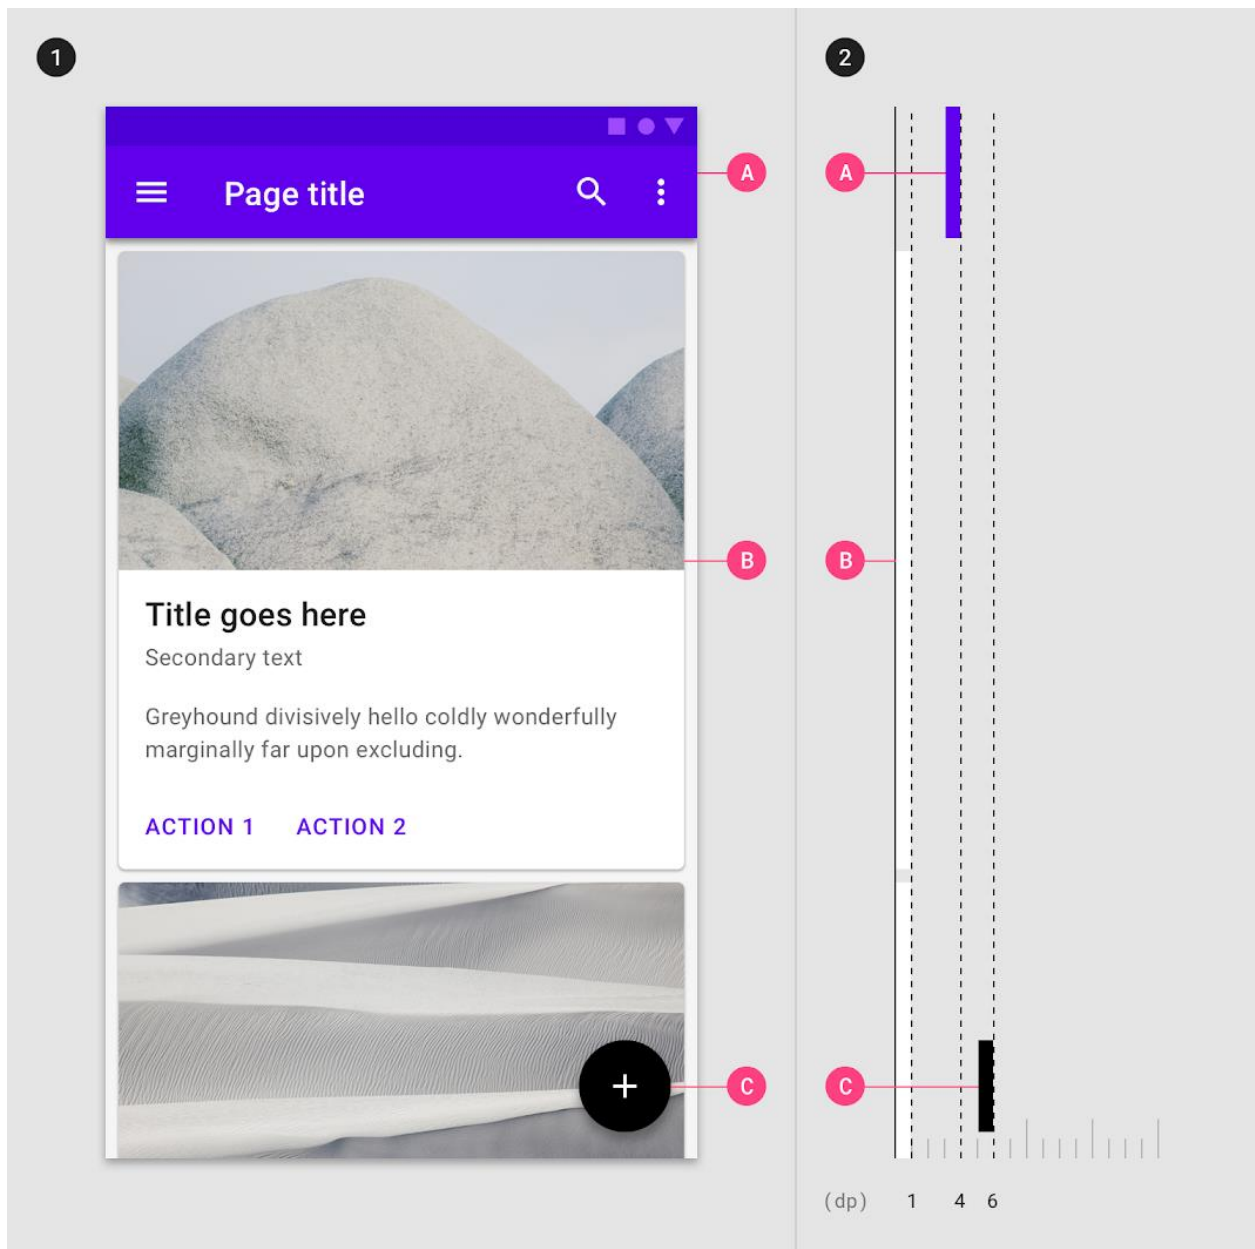 1
2
A
A
Page title
B
B
Title goes here
Secondary text
Greyhound divisively hello coldly wonderfully
marginally far upon excluding.
ACTION 1 ACTION 2
C
C
(dp) 1 4 6